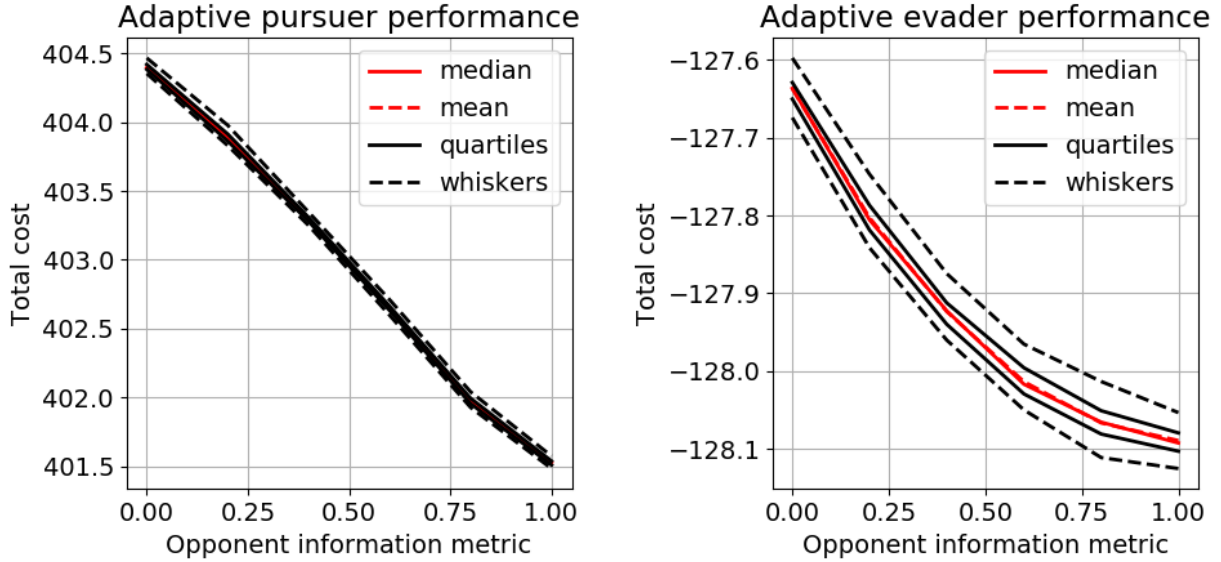 Adaptive pursuer performance
404.5
404.0
403.5
403.0
402.5
402.0
401.5
Total cost
median
mean
quartiles
whiskers
0.00 0.25 0.50 0.75 1.00
Opponent information metric
Adaptive evader performance
−127.6
−127.7
−127.8
−127.9
−128.0
−128.1
Total cost
median
mean
quartiles
whiskers
0.00 0.25 0.50 0.75 1.00
Opponent information metric